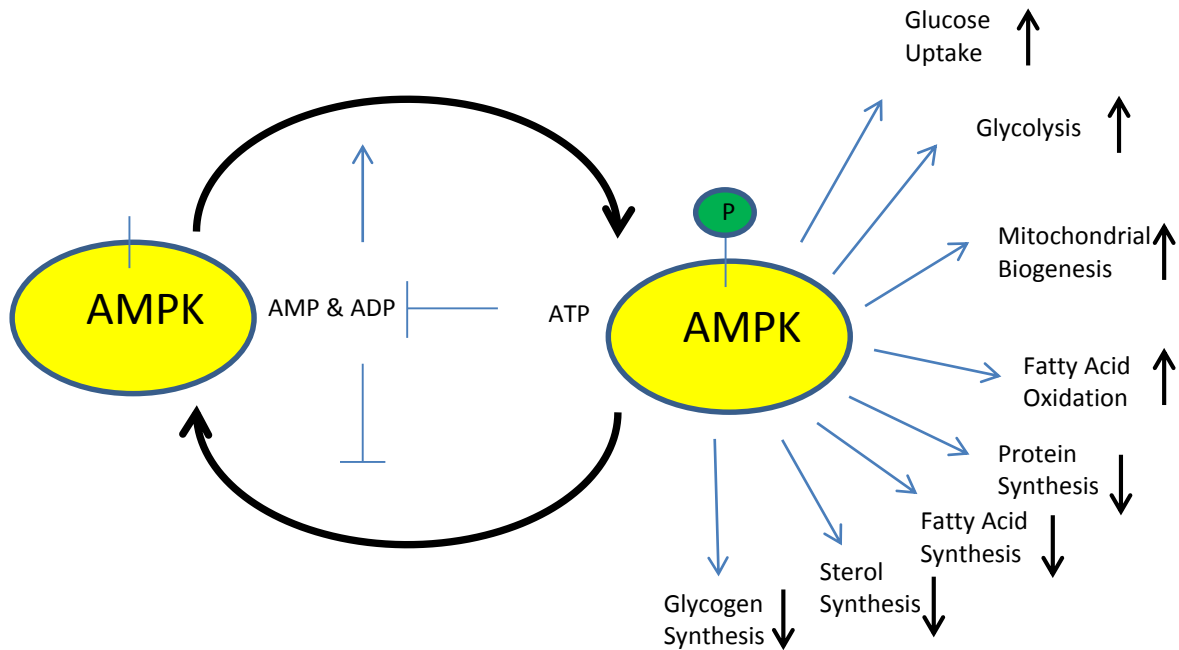 Glucose
Uptake
Glycolysis
P
Mitochondrial
Biogenesis
AMPK
AMP & ADP
ATP
AMPK
Fatty Acid
Oxidation
Protein
Synthesis
Fatty Acid
Synthesis
Sterol
Synthesis
Glycogen
Synthesis